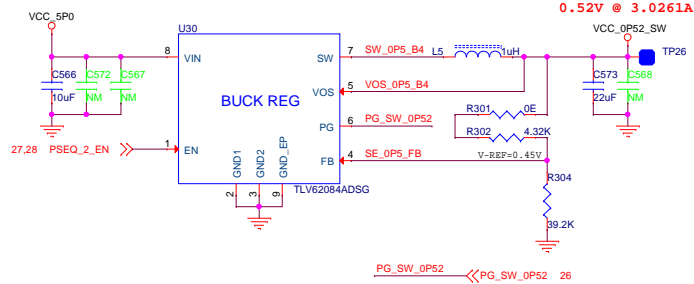 0.52V @ 3.0261A
VCC_5P0
U30
VCC_0P52_SW
8
VIN
SW
7
SW_0P5_B4
L5
1uH
TP26
C566
C572
C567
10uF
NM
NM
VOS
5
VOS_0P5_B4
C573
C568
22uF
NM
BUCK REG
R301
0E
PG
6
PG_SW_0P52
R302
4.32K
27,28
PSEQ_2_EN
1
EN
FB
4
SE_0P5_FB
V-REF=0.45V
GND1
GND2
GND_EP
R304
TLV62084ADSG
2
3
9
39.2K
PG_SW_0P52
PG_SW_0P52
26